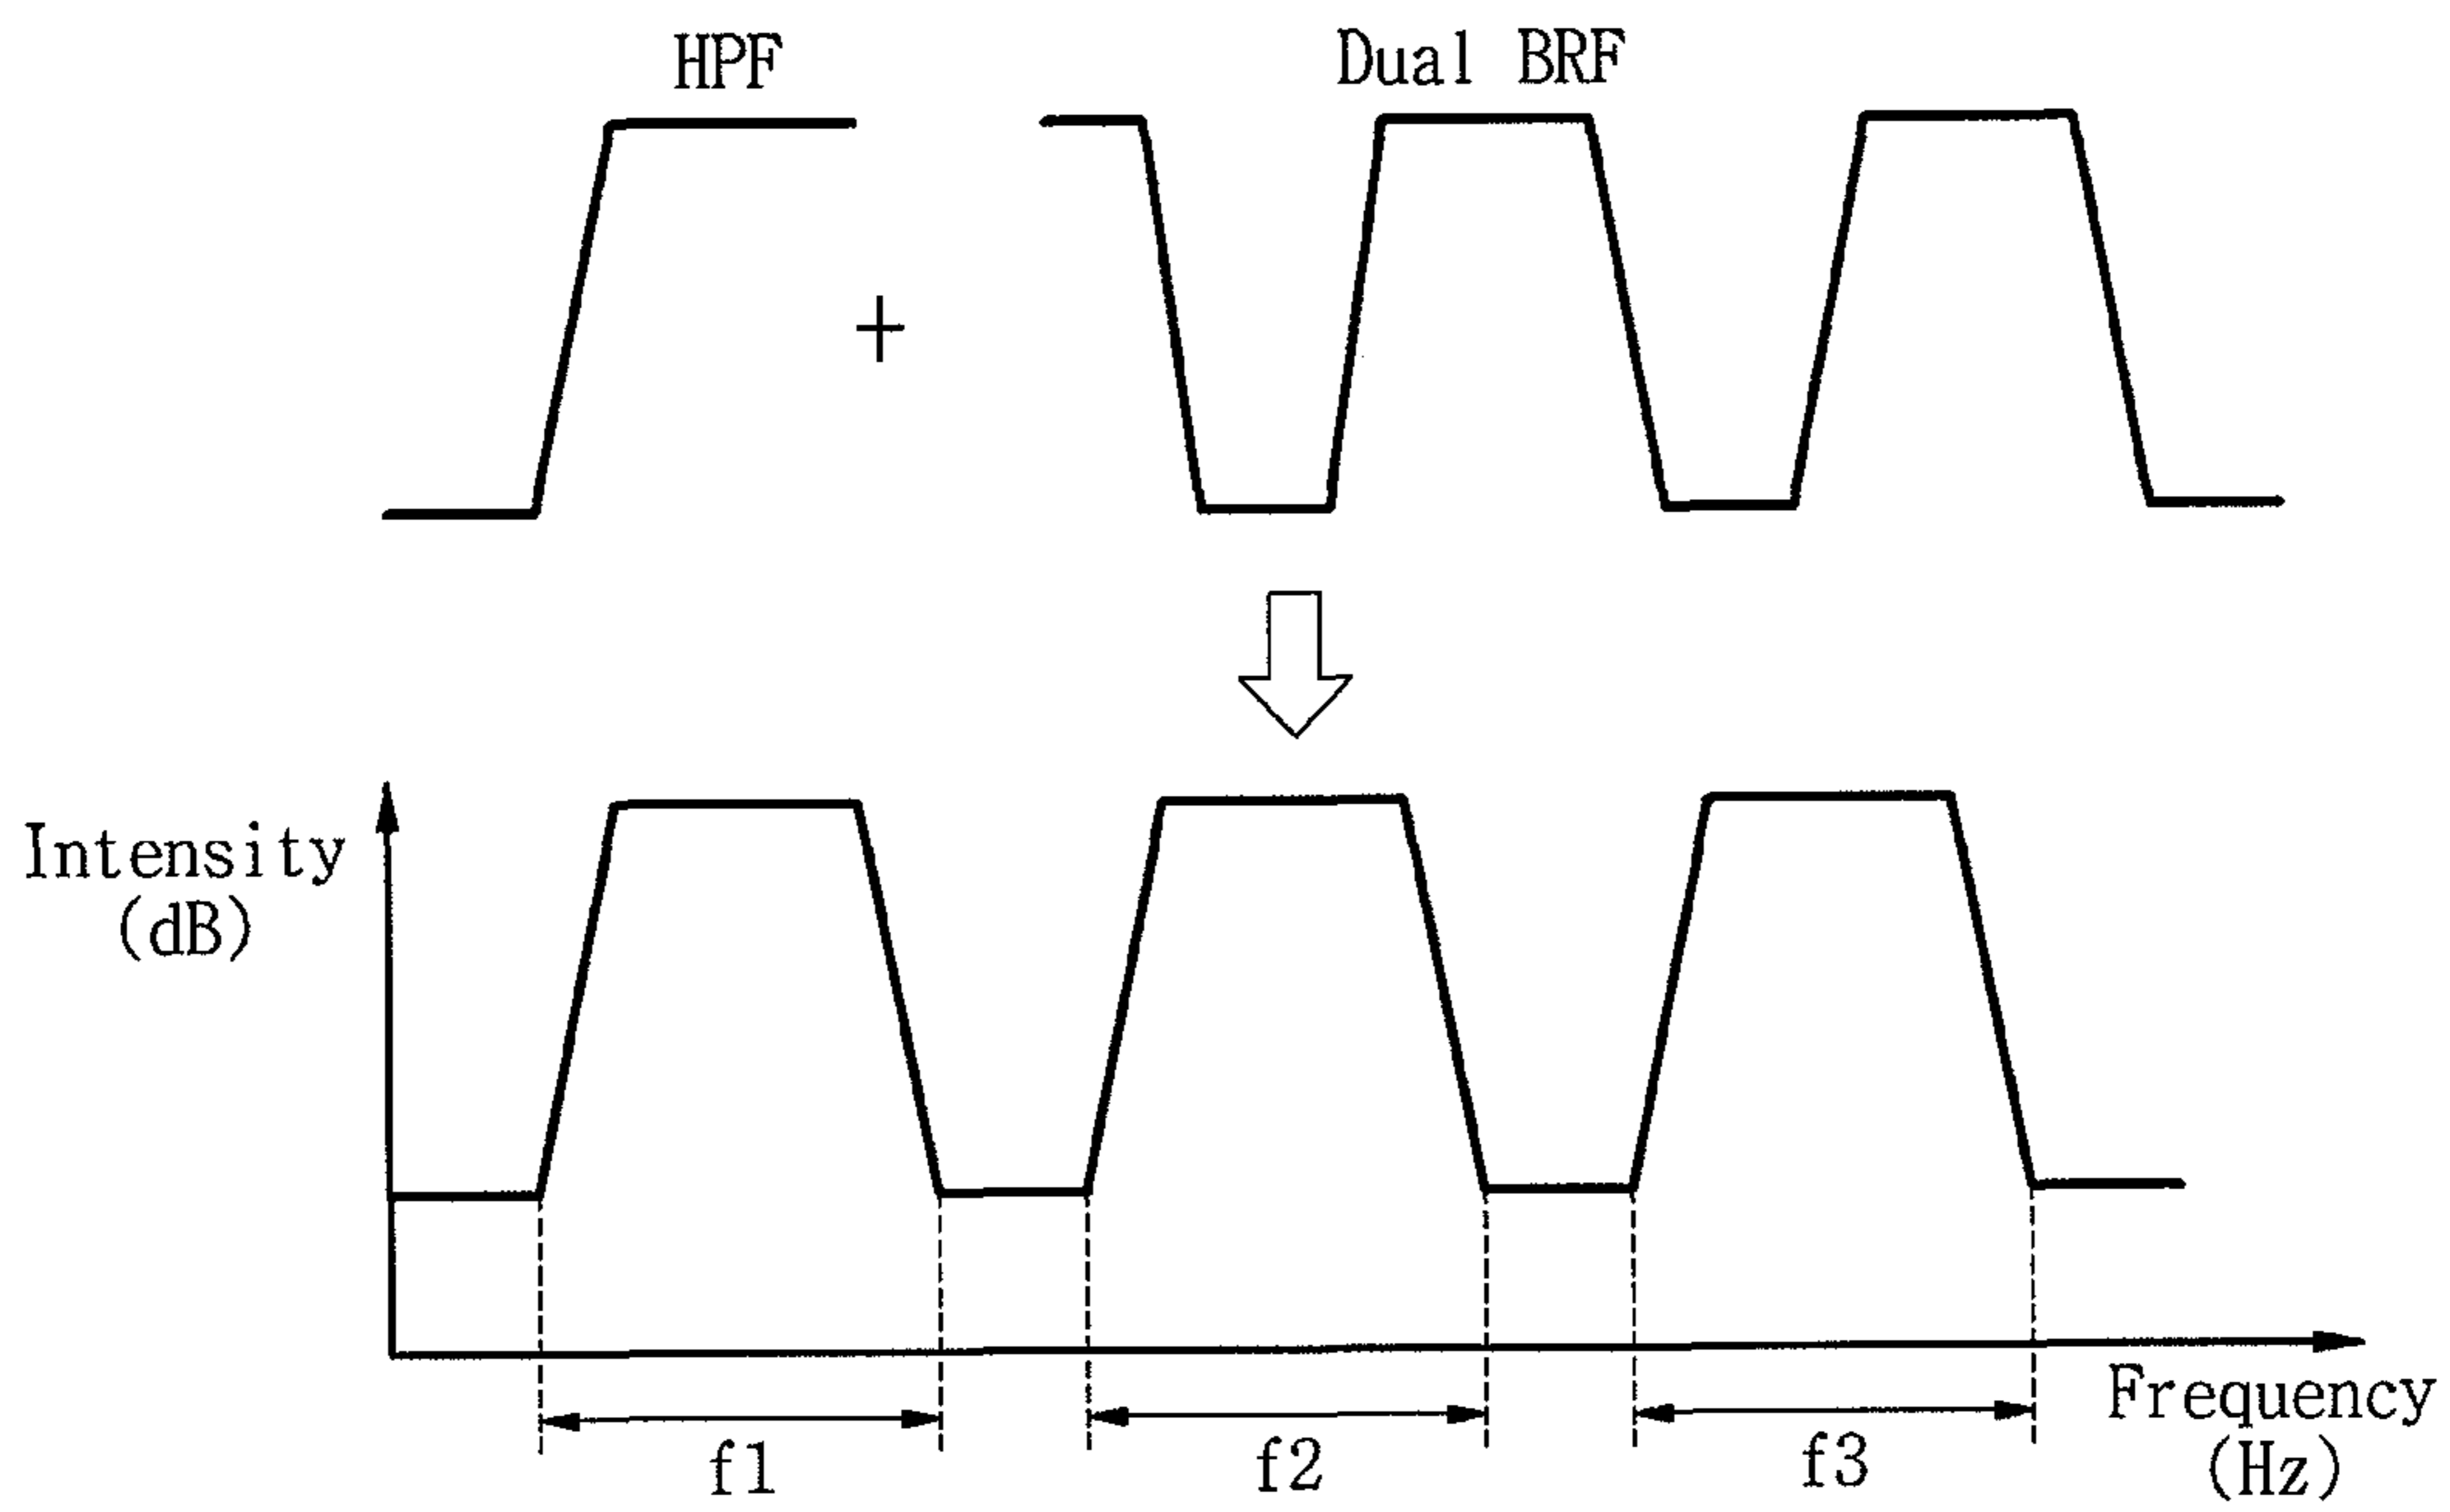 HPF
Dual BRF
+
Intensity
(dB)
Frequency
(Hz)
f1
f2
f3